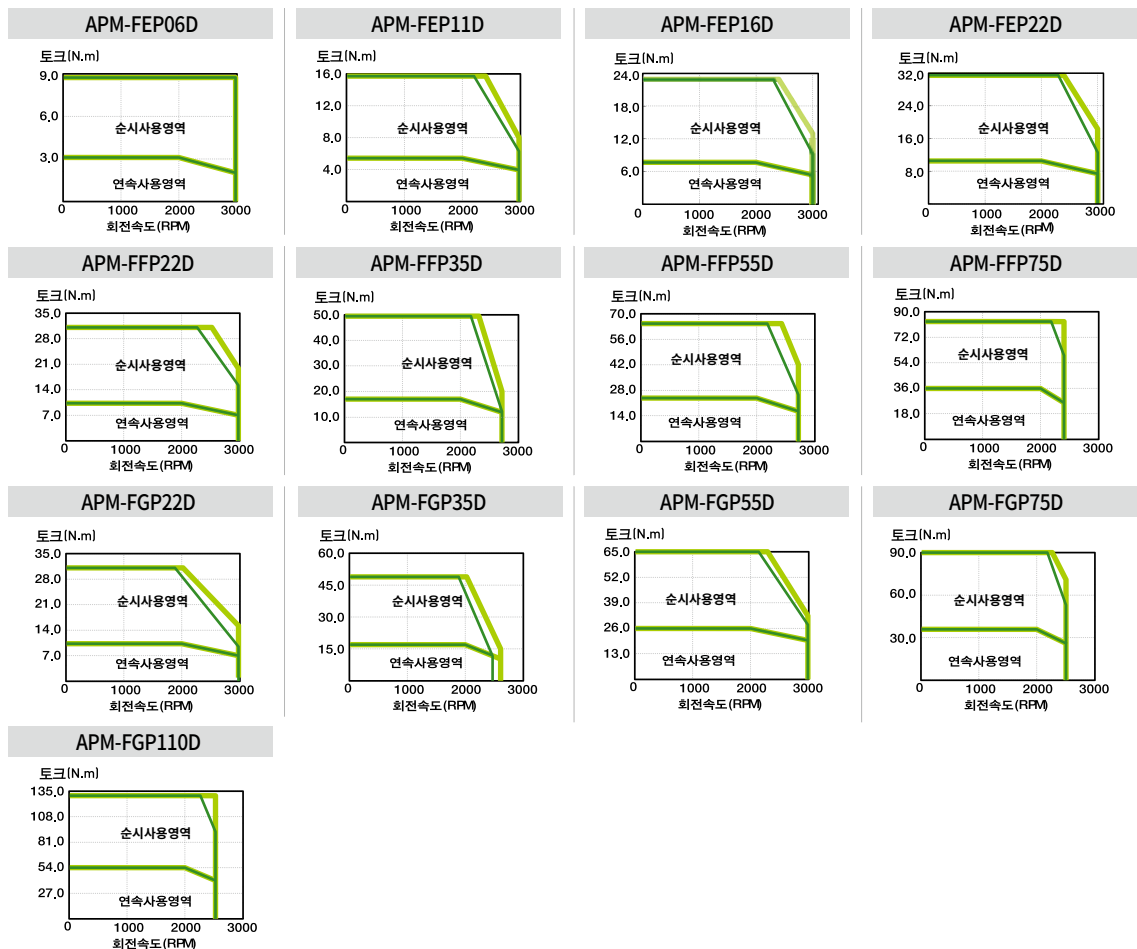 APM-FEP06D
토크(N.m)
9.0
6.0
3.0
순시사용영역
연속사용영역
0 1000 2000 3000
회전속도(RPM)
APM-FEP11D
토크(N.m)
16.0
12.0
8.0
4.0
순시사용영역
연속사용영역
0 1000 2000 3000
회전속도(RPM)
APM-FEP16D
토크(N.m)
24.0
18.0
12.0
6.0
순시사용영역
연속사용영역
0 1000 2000 3000
회전속도(RPM)
APM-FEP22D
토크(N.m)
32.0
24.0
16.0
8.0
순시사용영역
연속사용영역
0 1000 2000 3000
회전속도(RPM)
APM-FFP22D
토크(N.m)
35.0
28.0
21.0
14.0
7.0
순시사용영역
연속사용영역
0 1000 2000 3000
회전속도(RPM)
APM-FFP35D
토크(N.m)
50.0
40.0
30.0
20.0
10.0
순시사용영역
연속사용영역
0 1000 2000 3000
회전속도(RPM)
APM-FFP55D
토크(N.m)
70.0
56.0
42.0
28.0
14.0
순시사용영역
연속사용영역
0 1000 2000 3000
회전속도(RPM)
APM-FFP75D
토크(N.m)
90.0
72.0
54.0
36.0
18.0
순시사용영역
연속사용영역
0 1000 2000 3000
회전속도(RPM)
APM-FGP22D
토크(N.m)
35.0
28.0
21.0
14.0
7.0
순시사용영역
연속사용영역
0 1000 2000 3000
회전속도(RPM)
APM-FGP35D
토크(N.m)
60.0
45.0
30.0
15.0
순시사용영역
연속사용영역
0 1000 2000 3000
회전속도(RPM)
APM-FGP55D
토크(N.m)
65.0
52.0
39.0
26.0
13.0
순시사용영역
연속사용영역
0 1000 2000 3000
회전속도(RPM)
APM-FGP75D
토크(N.m)
90.0
60.0
30.0
순시사용영역
연속사용영역
0 1000 2000 3000
회전속도(RPM)
APM-FGP110D
토크(N.m)
135.0
108.0
81.0
54.0
27.0
순시사용영역
연속사용영역
0 1000 2000 3000
회전속도(RPM)